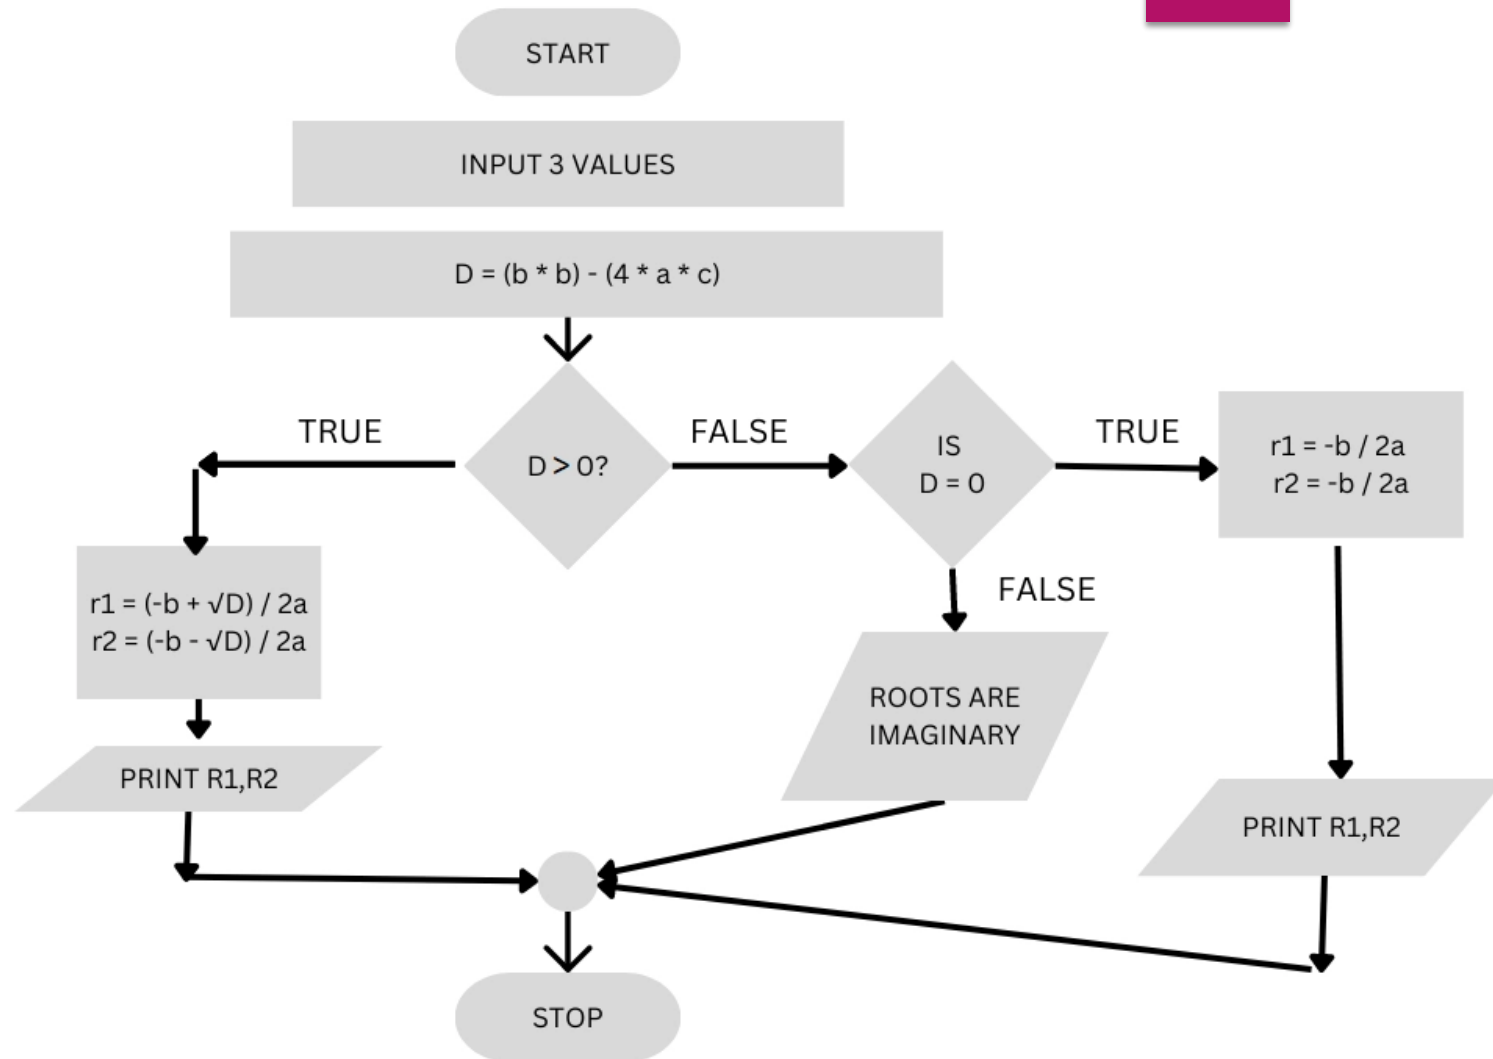 START
INPUT 3 VALUES
D = (b * b) - (4 * a * c)
TRUE
D > 0?
FALSE
IS
D = 0
TRUE
r1 = -b / 2a
r2 = -b / 2a
FALSE
r1 = (-b + √D) / 2a
r2 = (-b - √D) / 2a
ROOTS ARE
IMAGINARY
PRINT R1,R2
PRINT R1,R2
STOP